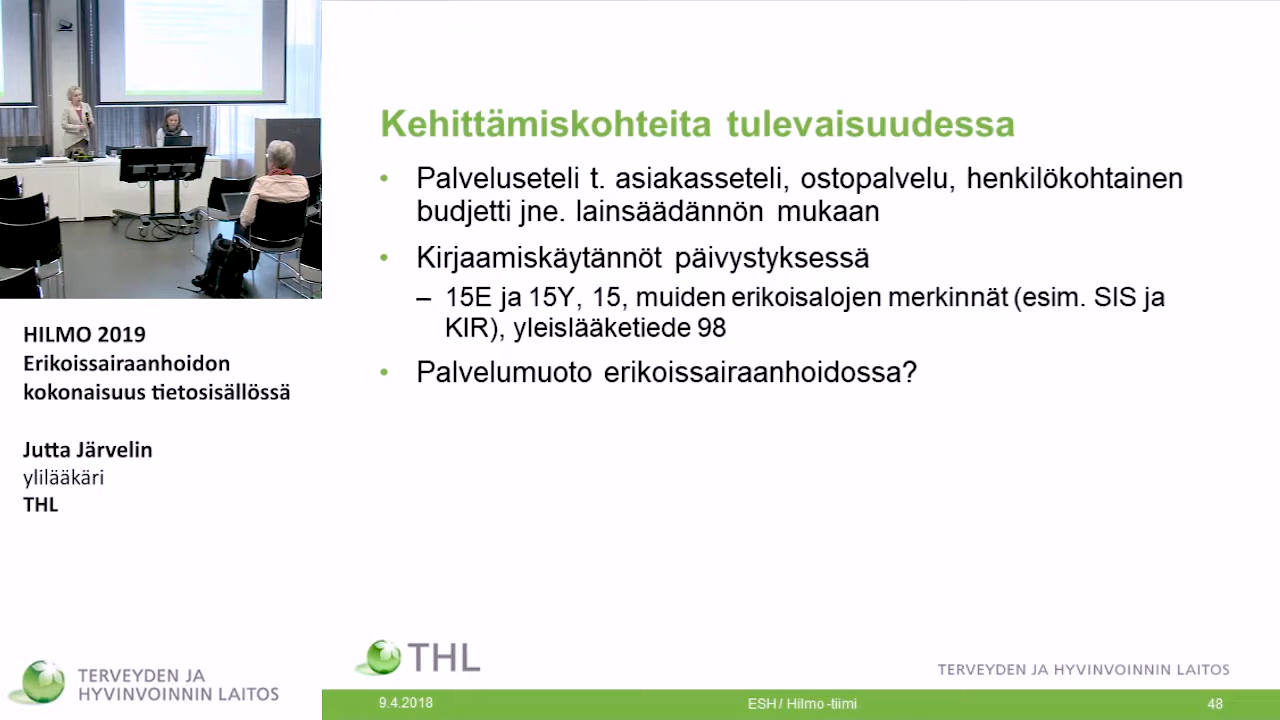 Kehittämiskohteita tulevaisuudessa
• Palveluseteli t. asiakasseteli, ostopalvelu, henkilökohtainen
budjetti jne. lainsäädännön mukaan
• Kirjaamiskäytännöt päivystyksessä
– 15E ja 15Y, 15, muiden erikoisalojen merkinnät (esim. SIS ja
KIR), yleislääketiede 98
• Palvelumuoto erikoissairaanhoidossa?
HILMO 2019
Erikoissairaanhoidon
kokonaisuus tietosisällössä
Jutta Järvelin
ylilääkäri
THL
TERVEYDEN JA
HYVINVOINNIN LAITOS
THL
TERVEYDEN JA HYVINVOINNIN LAITOS
9.4.2018
ESH / Hilmo -tiimi
48